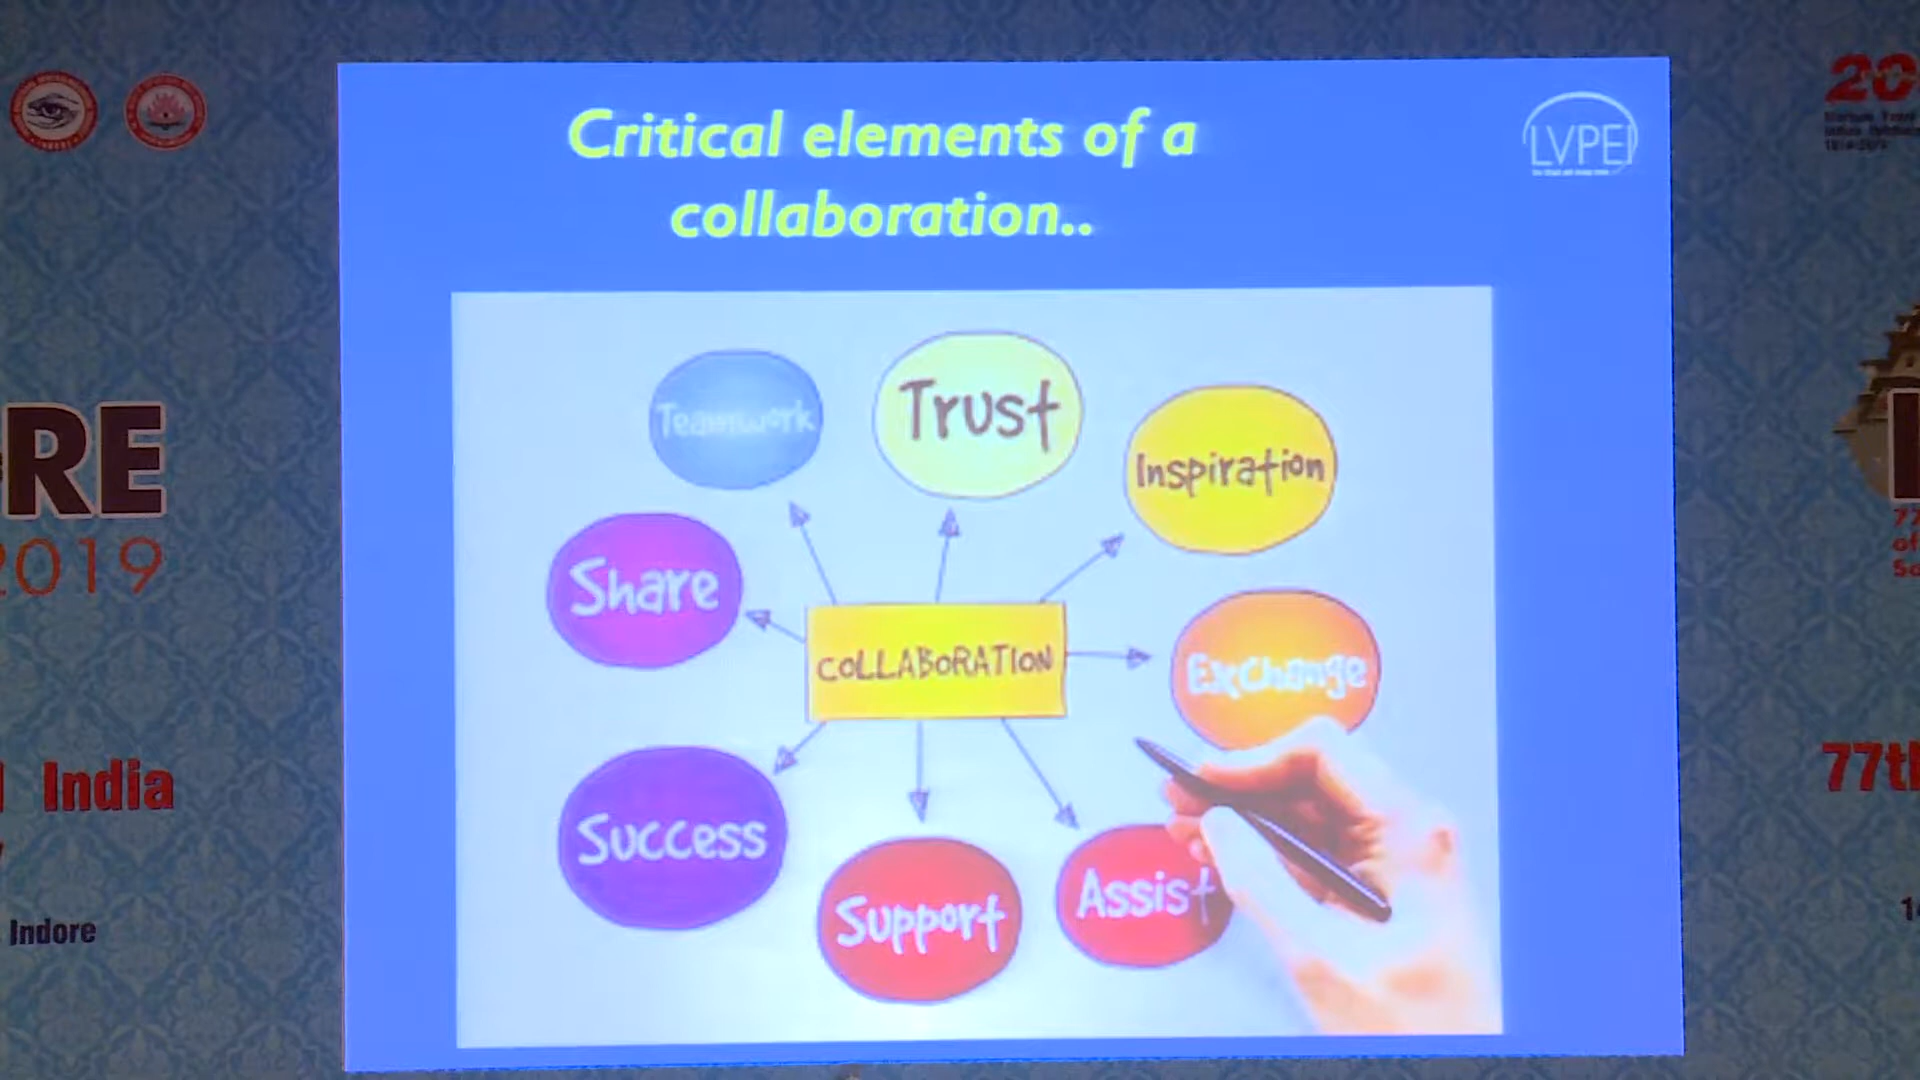 Critical elements of a
collaboration..
LVPEI
Teamwork
Trust
Inspiration
Share
COLLABORATION
Exchange
Success
Support
Assist
RE
2019
India
Indore
20
77th